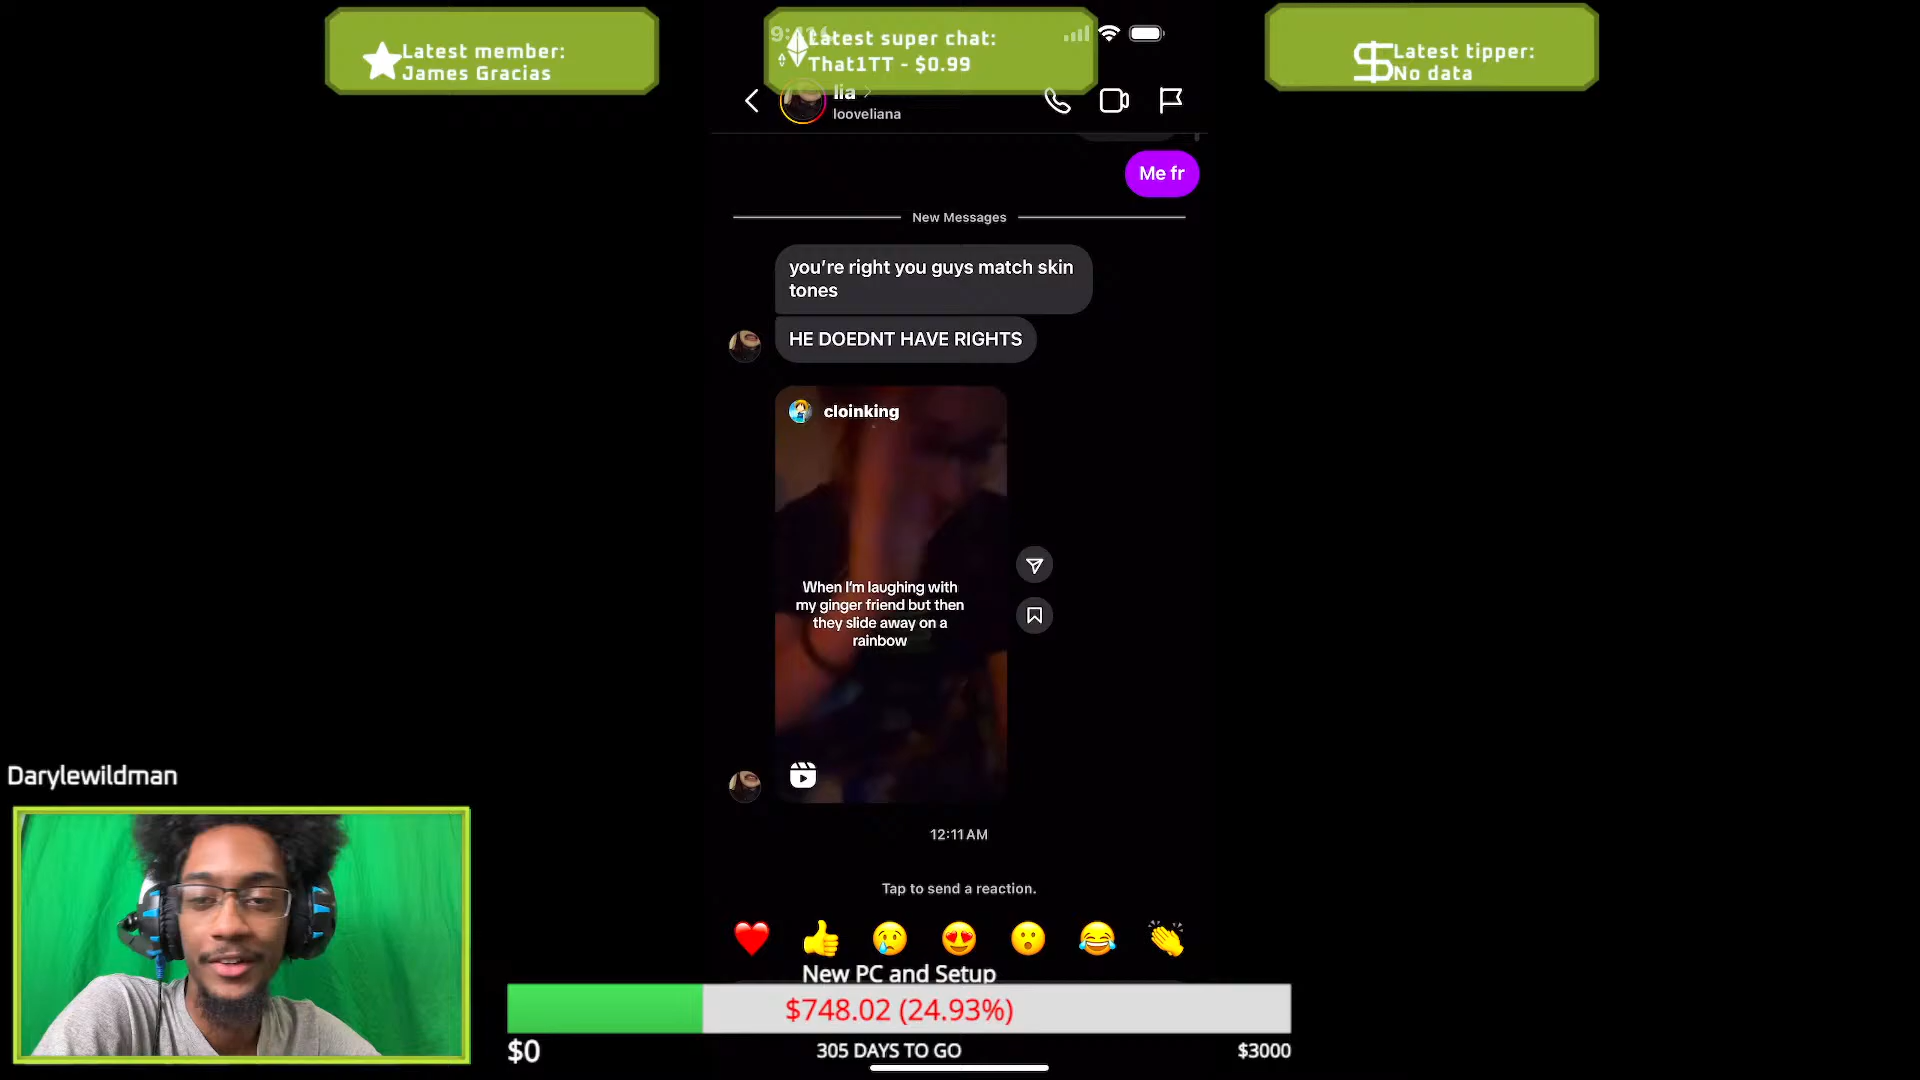 Latest member:
James Gracias
Latest super chat:
That1TT - $0.99
Latest tipper:
No data
lia
looveliana
Me fr
New Messages
you're right you guys match skin
tones
HE DOEDNT HAVE RIGHTS
cloinking
When I'm laughing with
my ginger friend but then
they slide away on a
rainbow
12:11 AM
Tap to send a reaction.
Darylewildman
New PC and Setup
$748.02 (24.93%)
$0
305 DAYS TO GO
$3000